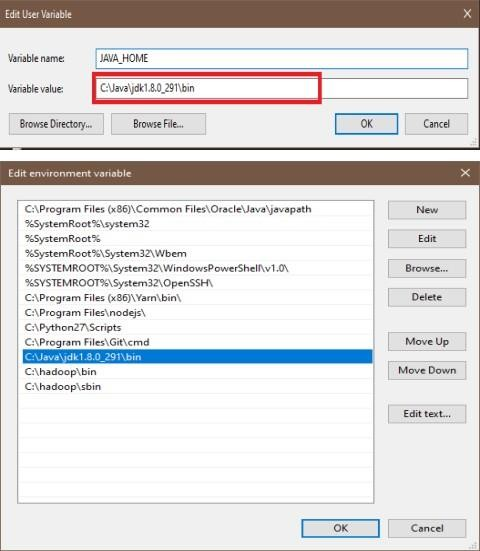 Edit User Variable
Variable name: JAVA_HOME
Variable value: C:\Java\jdk1.8.0_291\bin
Browse Directory... Browse File... OK Cancel
Edit environment variable
C:\Program Files (x86)\Common Files\Oracle\Java\javapath New
%SystemRoot%\system32
%SystemRoot% Edit
%SystemRoot%\System32\Wbem
%SYSTEMROOT%\System32\WindowsPowerShell\v1.0\ Browse...
%SYSTEMROOT%\System32\OpenSSH\
C:\Program Files (x86)\Yarn\bin\ Delete
C:\Program Files\nodejs\
C:\Python27\Scripts
C:\Program Files\Git\cmd Move Up
C:\Java\jdk1.8.0_291\bin
C:\hadoop\bin Move Down
C:\hadoop\sbin
Edit text...
OK Cancel